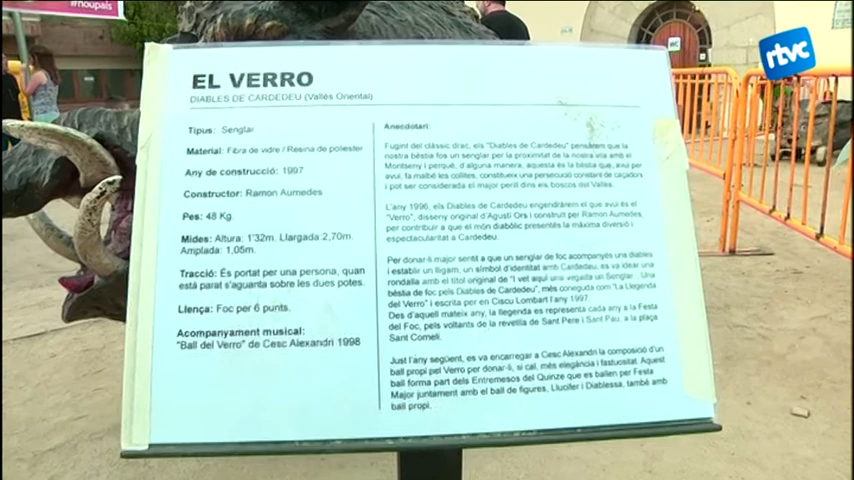 #noupaís
rtvc
WC
EL VERRO
DIABLES DE CARDEDEU (Vallès Oriental)
Tipus: Senglar
Material: Fibra de vidre / Resina de poliester
Any de construcció: 1997
Constructor: Ramon Aumedes
Pes: 48 Kg.
Mides: Altura: 1'32m. Llargada:2,70m.
Amplada: 1,05m.
Tracció: És portat per una persona, quan
està parat s'aguanta sobre les dues potes.
Llença: Foc per 6 punts.
Acompanyament musical:
"Ball del Verro" de Cesc Alexandri 1998
Anecdotari:
Fugint del clàssic drac, els "Diables de Cardedeu" pensaren que la
nostra bèstia fos un senglar per la proximitat de la nostra vila amb el
Montseny i perquè, d'alguna manera, aquesta és la bèstia que, avui per
avui, fa malbé les collites, constitueix una persecució constant de caçadors
i pot ser considerada el major perill dins els boscos del Vallès.
L'any 1996, els Diables de Cardedeu engendràrem el que avui és el
"Verro", disseny original d'Agustí Ors i construït per Ramon Aumedes,
per contribuir a que el món diabòlic presentés la màxima diversió i
espectacularitat a Cardedeu.
Per donar-li major sentit a que un senglar de foc acompanyés uns diables
i establir un lligam, un símbol d'identitat amb Cardedeu, es va idear una
rondalla amb el títol original de "I vet aquí una vegada un Senglar . Una
bèstia de foc pels Diables de Cardedeu", més coneguda com "La Llegenda
del Verro" i escrita per en Ciscu Lombart l'any 1997.
Des d'aquell mateix any, la llegenda es representa cada any a la Festa
del Foc, pels voltants de la revetlla de Sant Pere i Sant Pau, a la plaça
Sant Corneli.
Just l'any següent, es va encarregar a Cesc Alexandri la composició d'un
ball propi pel Verro per donar-li, si cal, més elegància i fastuositat. Aquest
ball forma part dels Entremesos del Quinze que es ballen per Festa
Major juntament amb el ball de figures, Llucifer i Diablessa, també amb
ball propi.